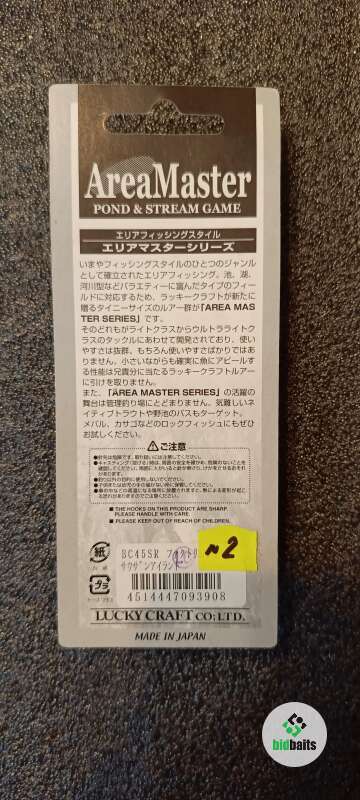 AreaMaster
POND & STREAM GAME
エリアフィッシングスタイル
エリアマスターシリーズ
いまやフィッシングスタイルのひとつのジャンル
として確立されたエリアフィッシング。池、湖、
河川型などバラエティーに富んだタイプのフィー
ルドに対応するため、ラッキークラフトが新たに
贈るタイニーサイズのルアー群が「AREA MAS
TER SERIES」です。
そのどれもがライトクラスからウルトラライトク
ラスのタックルにあわせて開発されており、使い
やすさは抜群、もちろん使いやすさばかりではあ
りません。小さいながらも確実に魚にアピールす
る性能は兄貴分に当たるラッキークラフトルアー
に引けを取りません。
また、「AREA MASTER SERIES」の活躍の
舞台は管理釣り場にとどまりません。気難しいネ
イティブトラウトや野池のバスもターゲット。
メバル、カサゴなどのロックフィッシュにもぜひ
お試しください。
ご注意
THE HOOKS ON THIS PRODUCT ARE SHARP.
PLEASE HANDLE WITH CARE.
PLEASE KEEP OUT OF REACH OF CHILDREN.
紙
プラ
BC45SR
サウザンアイランド
N2
4514447093908
LUCKY CRAFT CO.,LTD.
MADE IN JAPAN
bidbaits